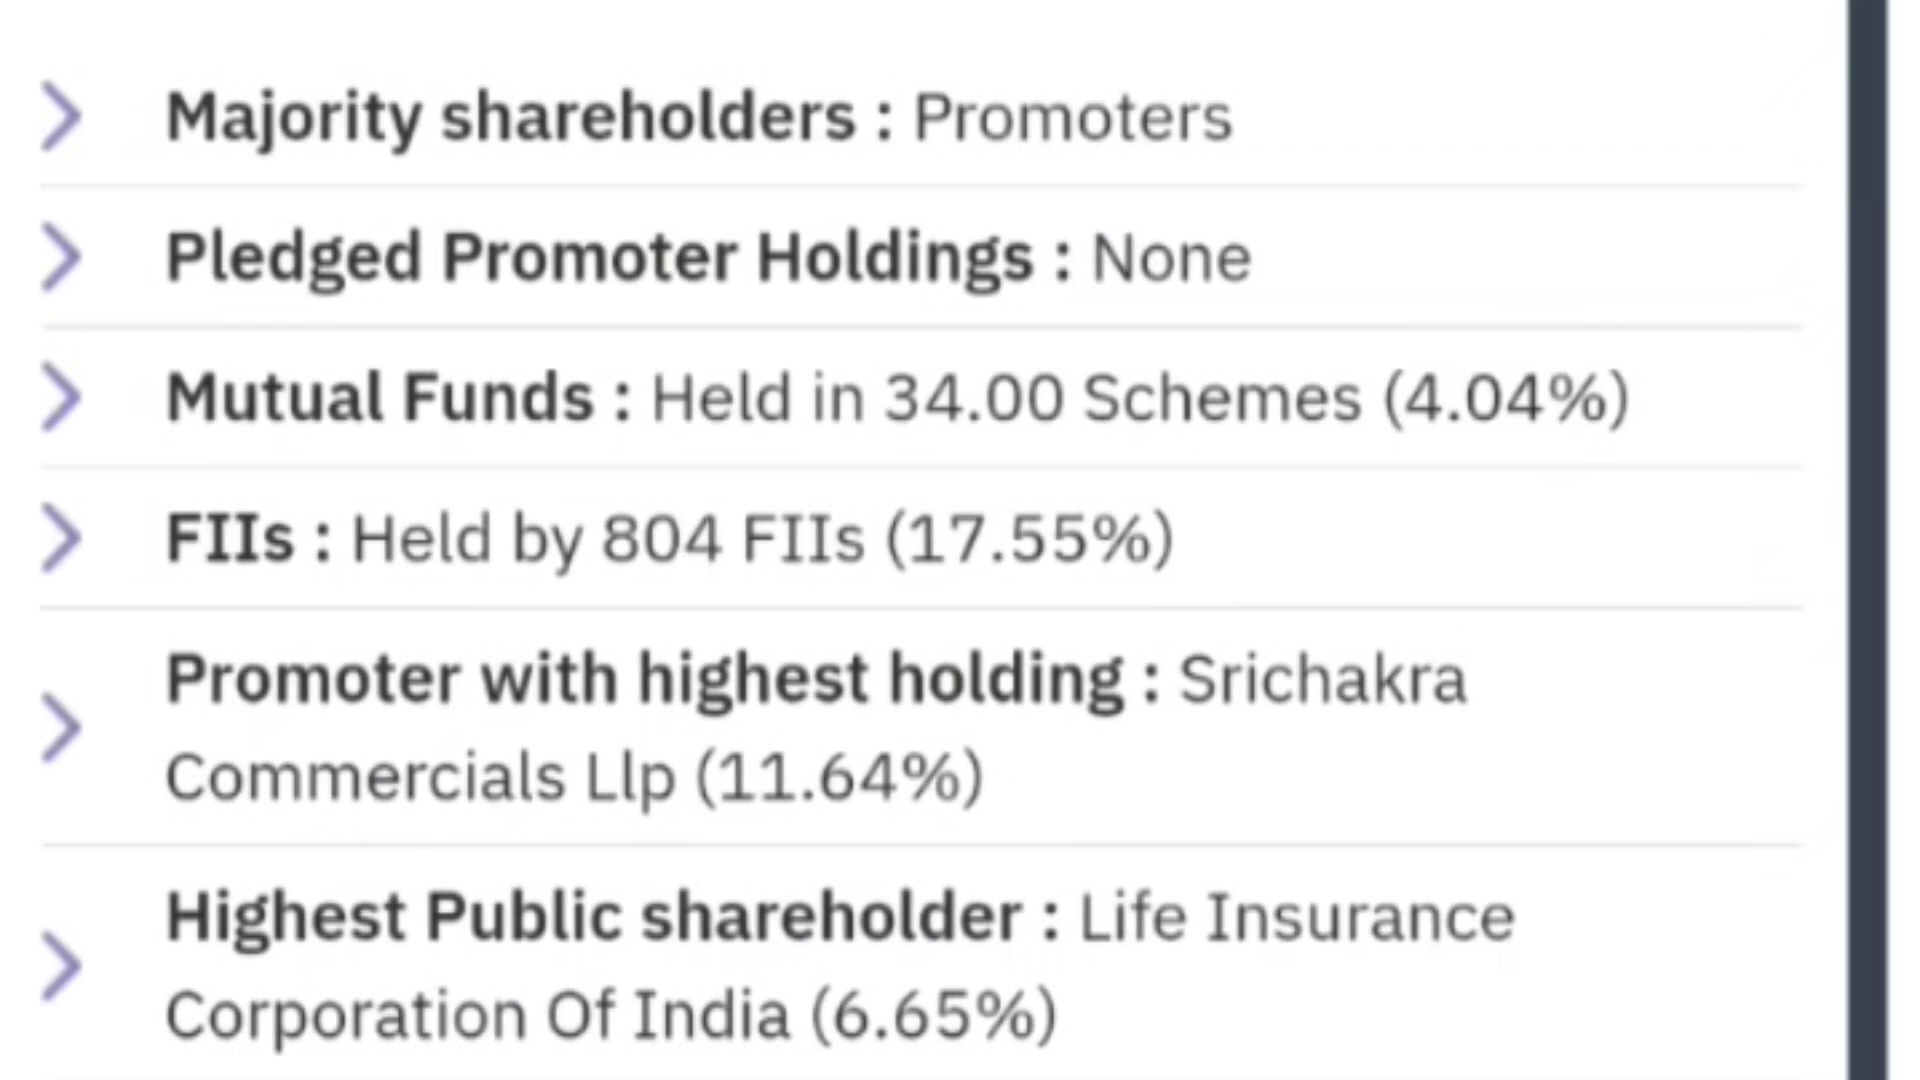 Majority shareholders : Promoters
Pledged Promoter Holdings : None
Mutual Funds : Held in 34.00 Schemes (4.04%)
FIIs : Held by 804 FIIs (17.55%)
Promoter with highest holding : Srichakra
Commercials Llp (11.64%)
Highest Public shareholder : Life Insurance
Corporation Of India (6.65%)